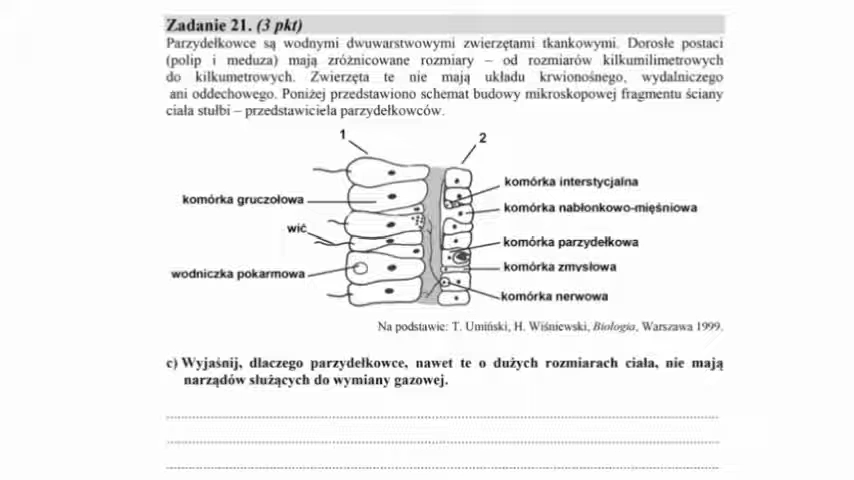 Zadanie 21. (3 pkt)
Parzydełkowce są wodnymi dwuwarstwowymi zwierzętami tkankowymi. Dorosłe postaci
(polip i meduza) mają zróżnicowane rozmiary – od rozmiarów kilkumilimetrowych
do kilkumetrowych. Zwierzęta te nie mają układu krwionośnego, wydalniczego
ani oddechowego. Poniżej przedstawiono schemat budowy mikroskopowej fragmentu ściany
ciała stułbi – przedstawiciela parzydełkowców.
1
2
komórka interstycjalna
komórka gruczołowa
komórka nabłonkowo-mięśniowa
wić
komórka parzydełkowa
komórka zmysłowa
wodniczka pokarmowa
komórka nerwowa
Na podstawie: T. Umiński, H. Wiśniewski, Biologia, Warszawa 1999.
c) Wyjaśnij, dlaczego parzydełkowce, nawet te o dużych rozmiarach ciała, nie mają
narządów służących do wymiany gazowej.